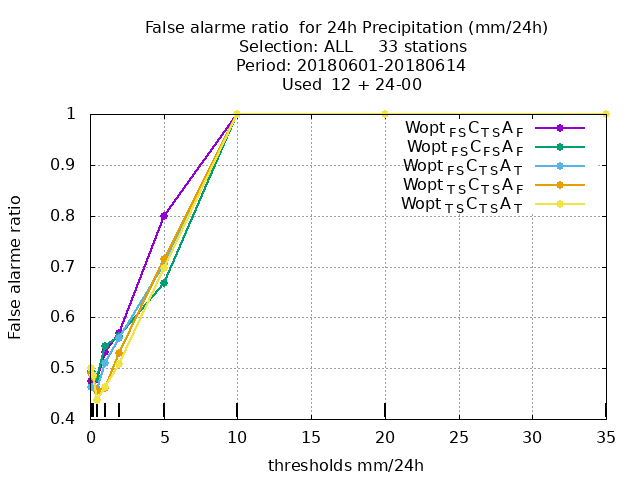 False alarme ratio  for 24h Precipitation (mm/24h)
Selection: ALL     33 stations
Period: 20180601-20180614
Used  12 + 24-00
Wopt FS C TS A F
Wopt FS C FS A F
Wopt FS C TS A T
Wopt TS C TS A F
Wopt TS C TS A T
1
0.9
0.8
0.7
0.6
0.5
0.4
False alarme ratio
0 5 10 15 20 25 30 35
thresholds mm/24h